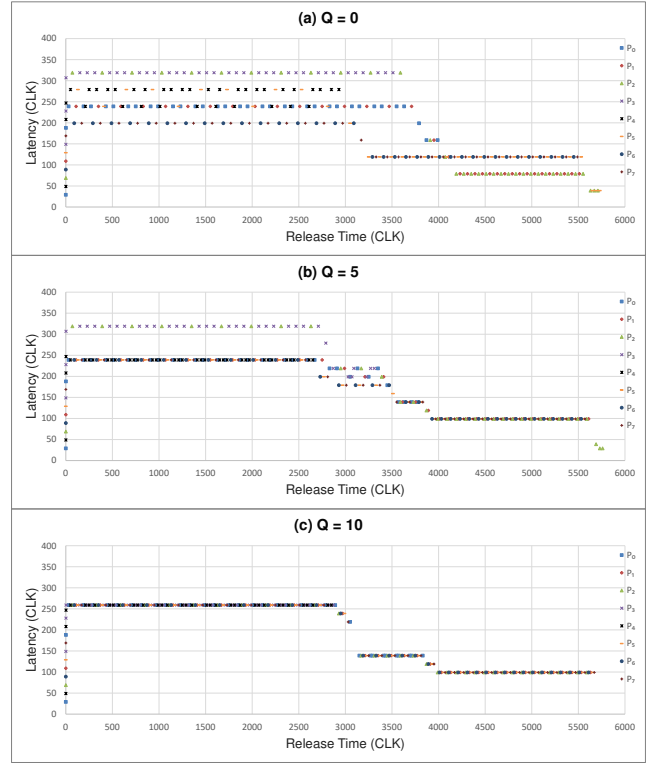 (a) Q = 0
400
350
300
250
200
150
100
50
0
Latency (CLK)
0 500 1000 1500 2000 2500 3000 3500 4000 4500 5000 5500 6000
Release Time (CLK)
P₀
P₁
P₂
P₃
P₄
P₅
P₆
P₇
(b) Q = 5
400
350
300
250
200
150
100
50
0
Latency (CLK)
0 500 1000 1500 2000 2500 3000 3500 4000 4500 5000 5500 6000
Release Time (CLK)
P₀
P₁
P₂
P₃
P₄
P₅
P₆
P₇
(c) Q = 10
400
350
300
250
200
150
100
50
0
Latency (CLK)
0 500 1000 1500 2000 2500 3000 3500 4000 4500 5000 5500 6000
Release Time (CLK)
P₀
P₁
P₂
P₃
P₄
P₅
P₆
P₇